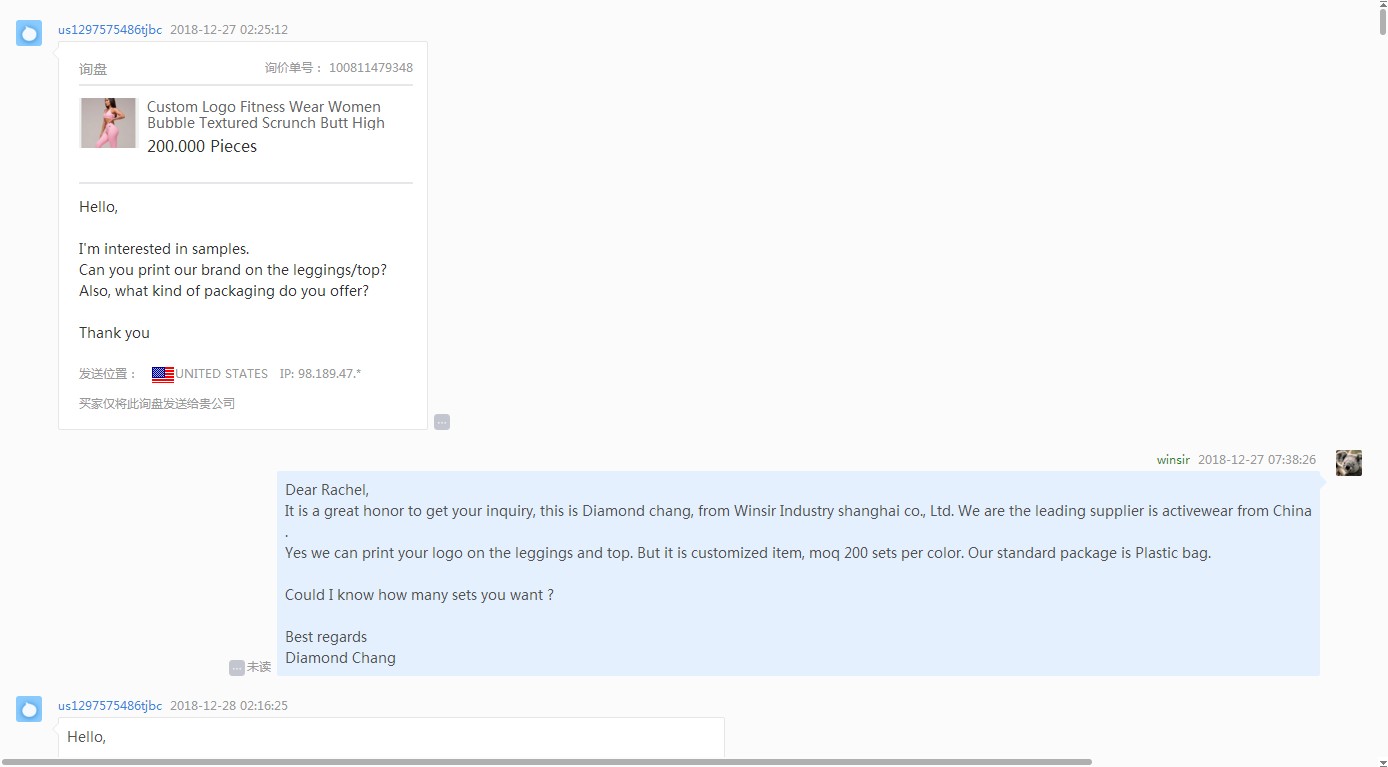 us1297575486tjbc 2018-12-27 02:25:12
询盘 询价单号： 100811479348
Custom Logo Fitness Wear Women
Bubble Textured Scrunch Butt High
200.000 Pieces
Hello,
I'm interested in samples.
Can you print our brand on the leggings/top?
Also, what kind of packaging do you offer?
Thank you
发送位置： UNITED STATES IP: 98.189.47.*
买家仅将此询盘发送给贵公司
winsir 2018-12-27 07:38:26
Dear Rachel,
It is a great honor to get your inquiry, this is Diamond chang, from Winsir Industry shanghai co., Ltd. We are the leading supplier is activewear from China
.
Yes we can print your logo on the leggings and top. But it is customized item, moq 200 sets per color. Our standard package is Plastic bag.
Could I know how many sets you want ?
Best regards
Diamond Chang
未读
us1297575486tjbc 2018-12-28 02:16:25
Hello,